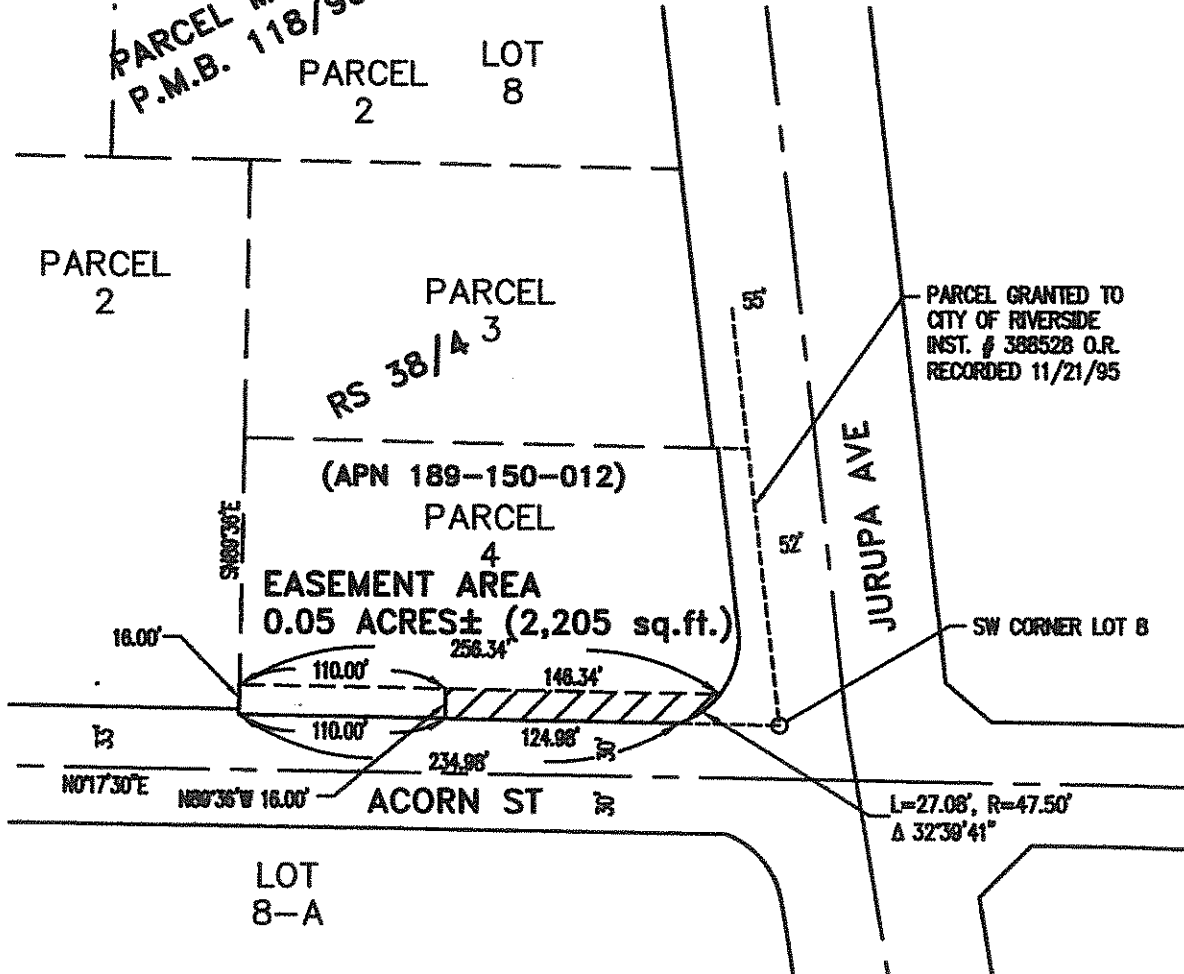 PARCEL
P.M.B. 118/
PARCEL
2
LOT
8
PARCEL
2
PARCEL
3
RS 38/4
55'
PARCEL GRANTED TO
CITY OF RIVERSIDE
INST. # 388528 O.R.
RECORDED 11/21/95
(APN 189-150-012)
PARCEL
4
52'
JURUPA AVE
EASEMENT AREA
0.05 ACRES± (2,205 sq.ft.)
SW CORNER LOT 8
16.00'
256.34'
110.00'
146.34'
110.00'
124.98'
234.98'
30'
33'
N0°17'30"E
N89°36'W 16.00'
ACORN ST
30'
L=27.08', R=47.50'
Δ 32°39'41"
LOT
8-A